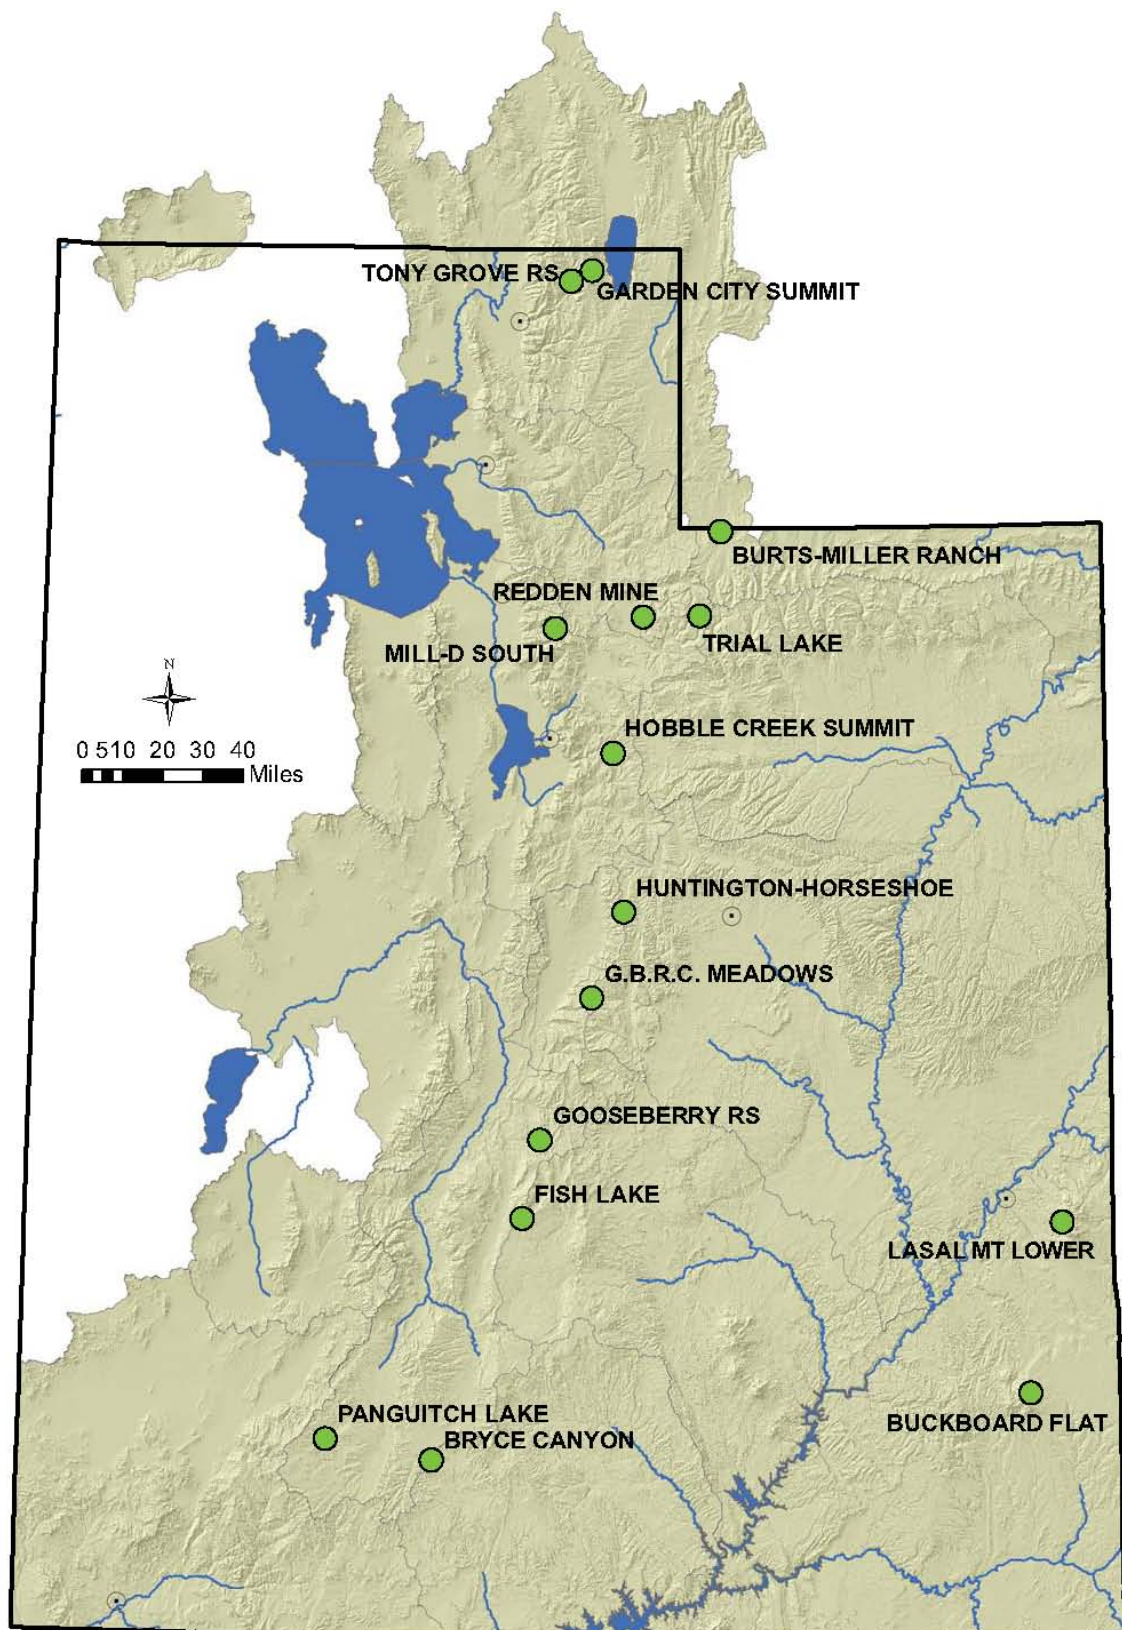 TONY GROVE RS
GARDEN CITY SUMMIT
BURTS-MILLER RANCH
REDDEN MINE
TRIAL LAKE
MILL-D SOUTH
N
HOBBLE CREEK SUMMIT
0 510 20 30 40
Miles
HUNTINGTON-HORSESHOE
G.B.R.C. MEADOWS
GOOSEBERRY RS
FISH LAKE
LASAL MT LOWER
BUCKBOARD FLAT
PANGUITCH LAKE
BRYCE CANYON